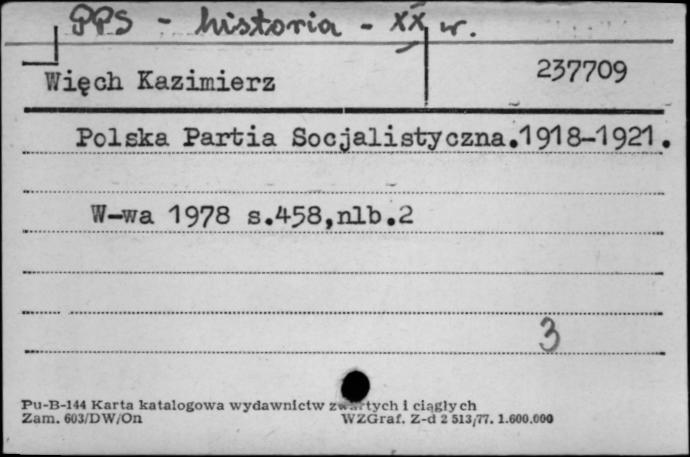 PPS - historia - XX w.
Więch Kazimierz 237709
Polska Partia Socjalistyczna.1918-1921.
W-wa 1978 s.458,nlb.2
3
Pu-B-144 Karta katalogowa wydawnictw zwartych i ciągłych
Zam. 603/DW/On WZGraf. Z-d 2 513/77. 1.600.000